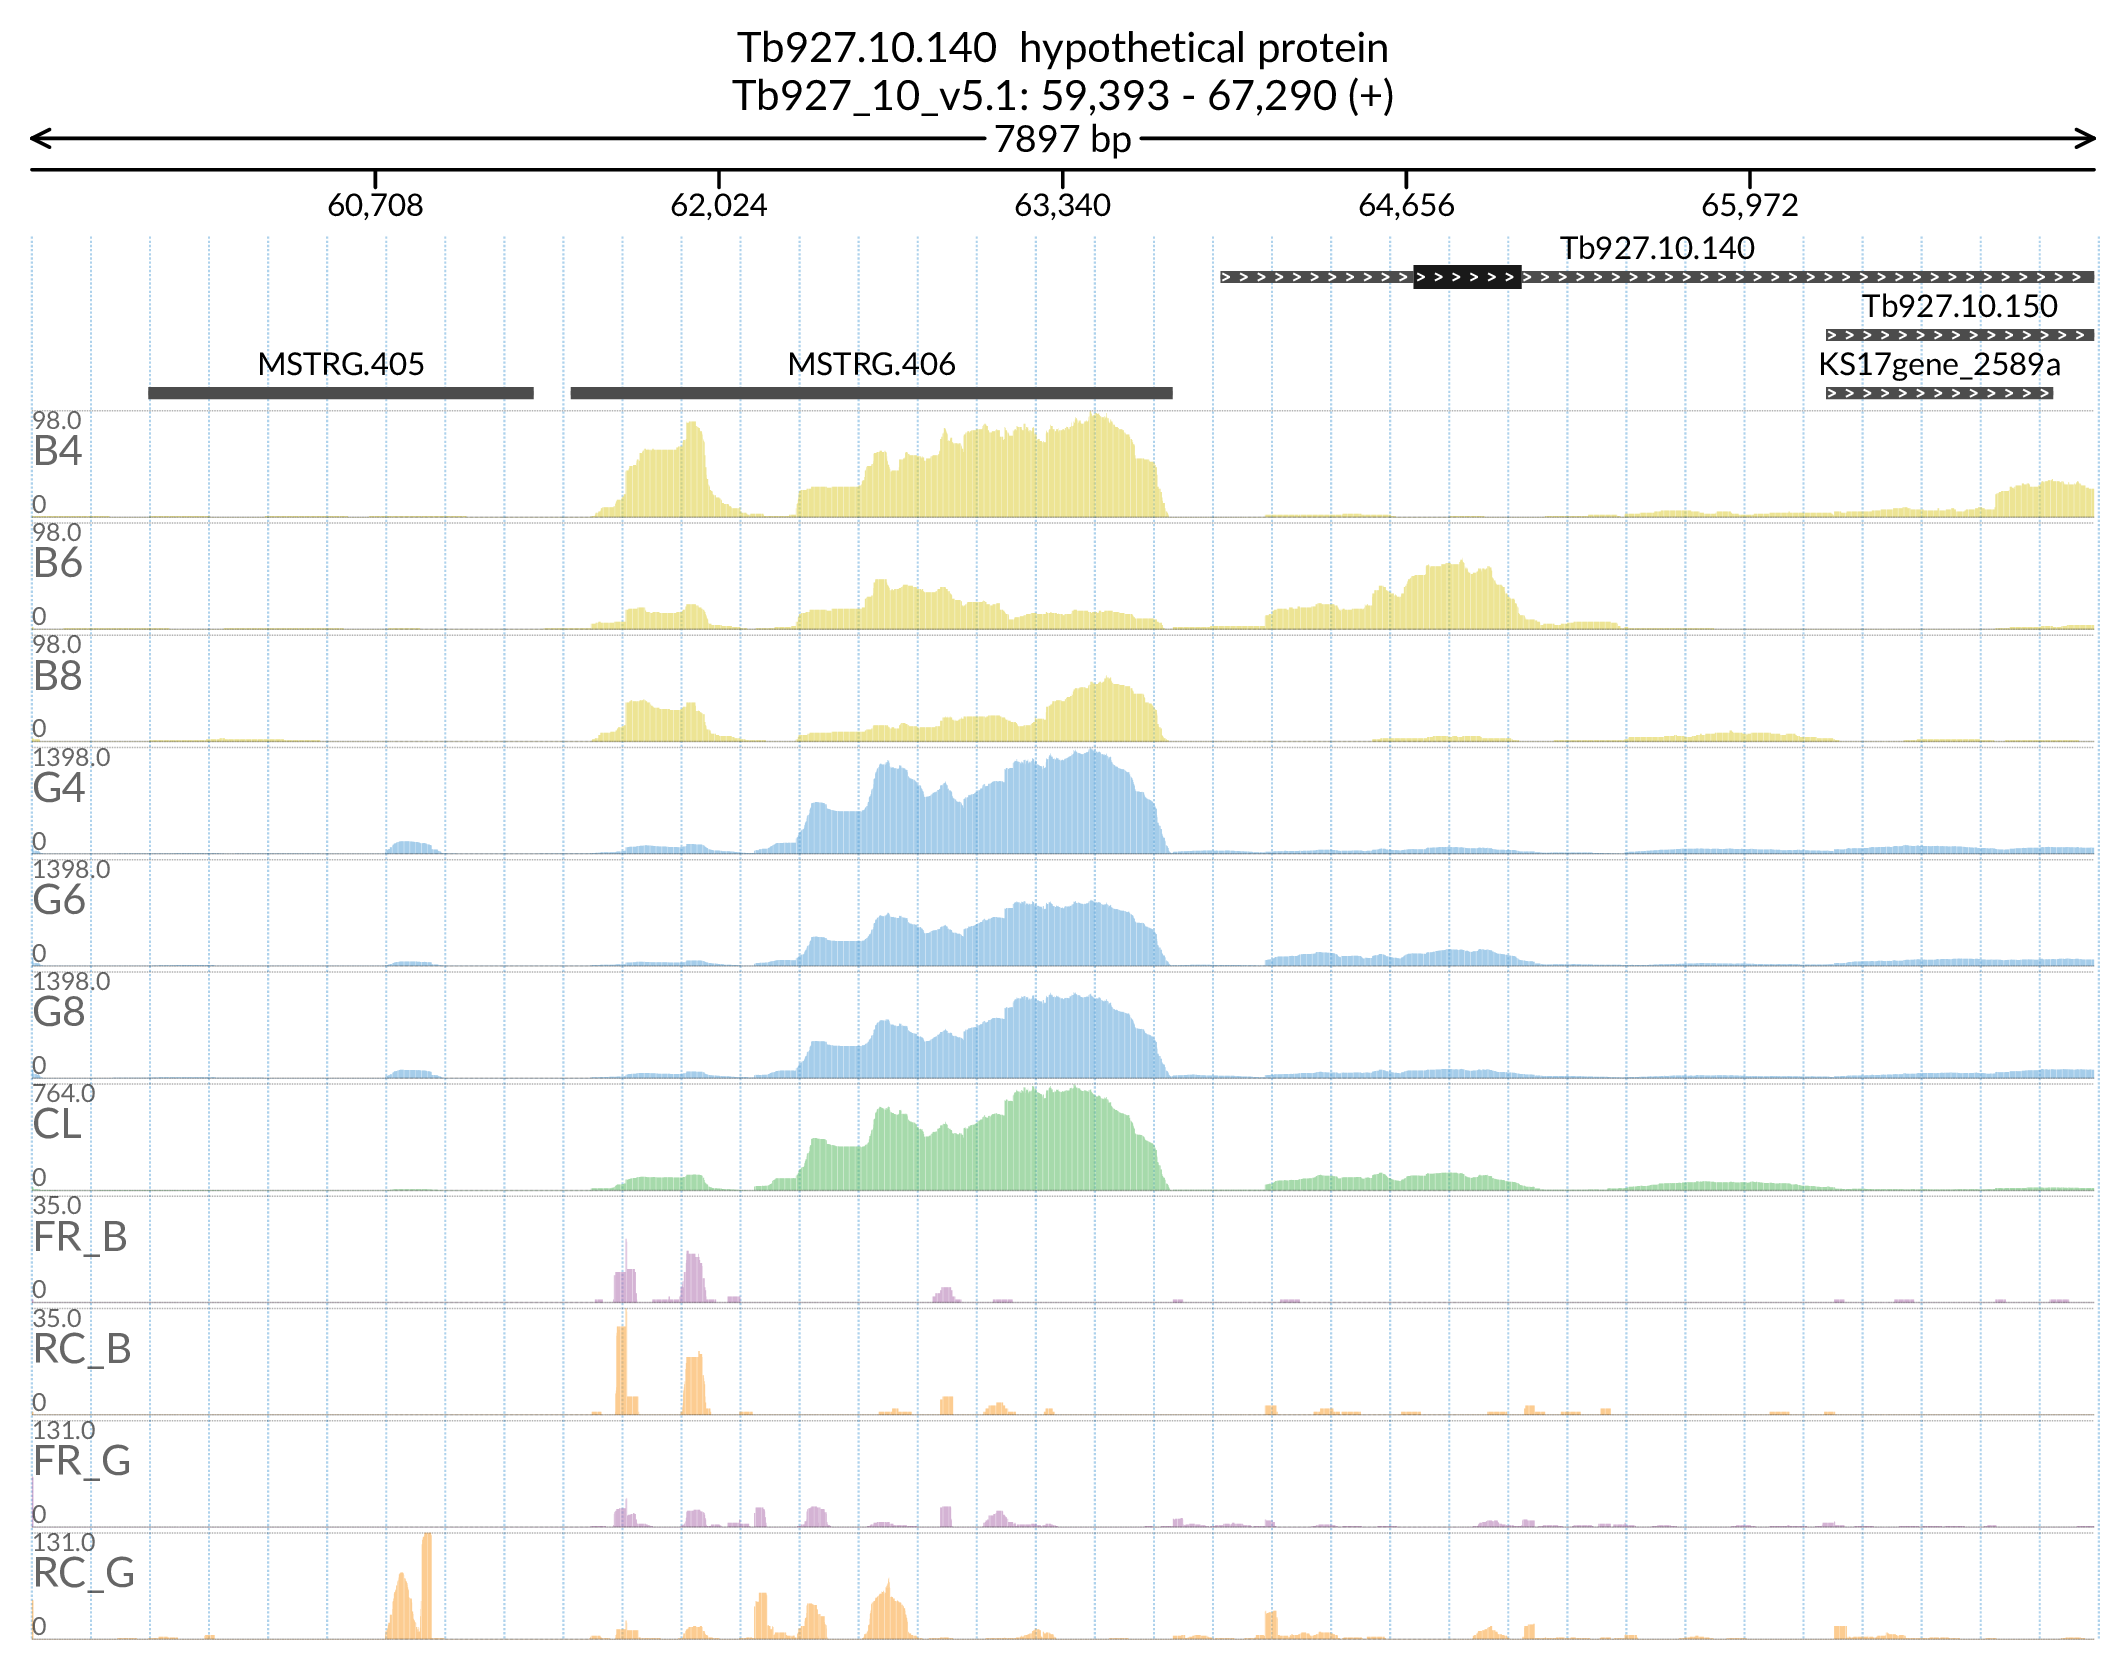 Tb927.10.140  hypothetical protein
Tb927_10_v5.1: 59,393 - 67,290 (+)
7897 bp
60,708 62,024 63,340 64,656 65,972
Tb927.10.140
Tb927.10.150
MSTRG.405 MSTRG.406 KS17gene_2589a
98.0
B4
0
98.0
B6
0
98.0
B8
0
1398.0
G4
0
1398.0
G6
0
1398.0
G8
0
764.0
CL
0
35.0
FR_B
0
35.0
RC_B
0
131.0
FR_G
0
131.0
RC_G
0